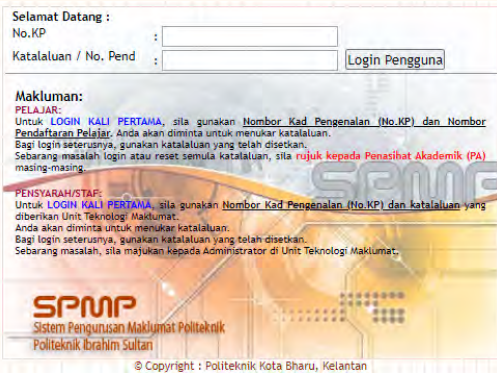 Selamat Datang :
No.KP :
Katalaluan / No. Pend :
Login Pengguna
Makluman:
PELAJAR:
Untuk LOGIN KALI PERTAMA, sila gunakan Nombor Kad Pengenalan (No.KP) dan Nombor
Pendaftaran Pelajar. Anda akan diminta untuk menukar katalaluan.
Bagi login seterusnya, gunakan katalaluan yang telah disetkan.
Sebarang masalah login atau reset semula katalaluan, sila rujuk kepada Penasihat Akademik (PA)
masing-masing.
SPMP
PENSYARAH/STAF:
Untuk LOGIN KALI PERTAMA, sila gunakan Nombor Kad Pengenalan (No.KP) dan katalaluan yang
diberikan Unit Teknologi Maklumat.
Anda akan diminta untuk menukar katalaluan.
Bagi login seterusnya, gunakan katalaluan yang telah disetkan.
Sebarang masalah, sila majukan kepada Administrator di Unit Teknologi Maklumat.
SPMP
Sistem Pengurusan Maklumat Politeknik
Politeknik Ibrahim Sultan
© Copyright : Politeknik Kota Bharu, Kelantan